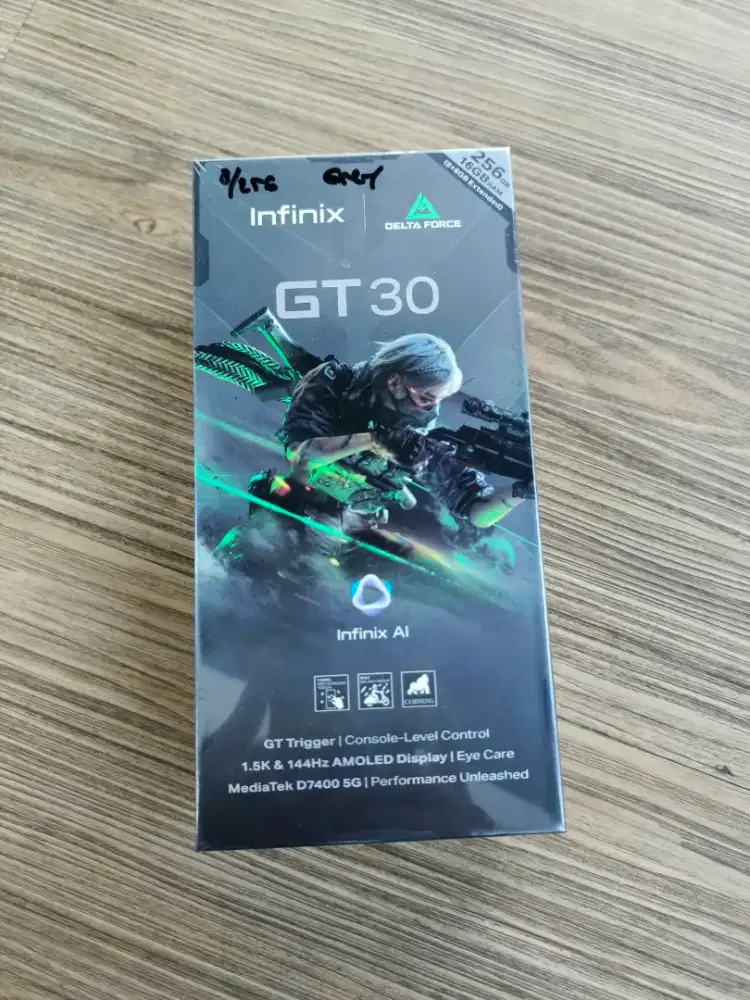 8/256 GREY
256GB
16GB RAM
(8+8GB Extended)
Infinix
DELTA FORCE
GT 30
Infinix AI
CORNING
GT Trigger | Console-Level Control
1.5K & 144Hz AMOLED Display | Eye Care
MediaTek D7400 5G | Performance Unleashed